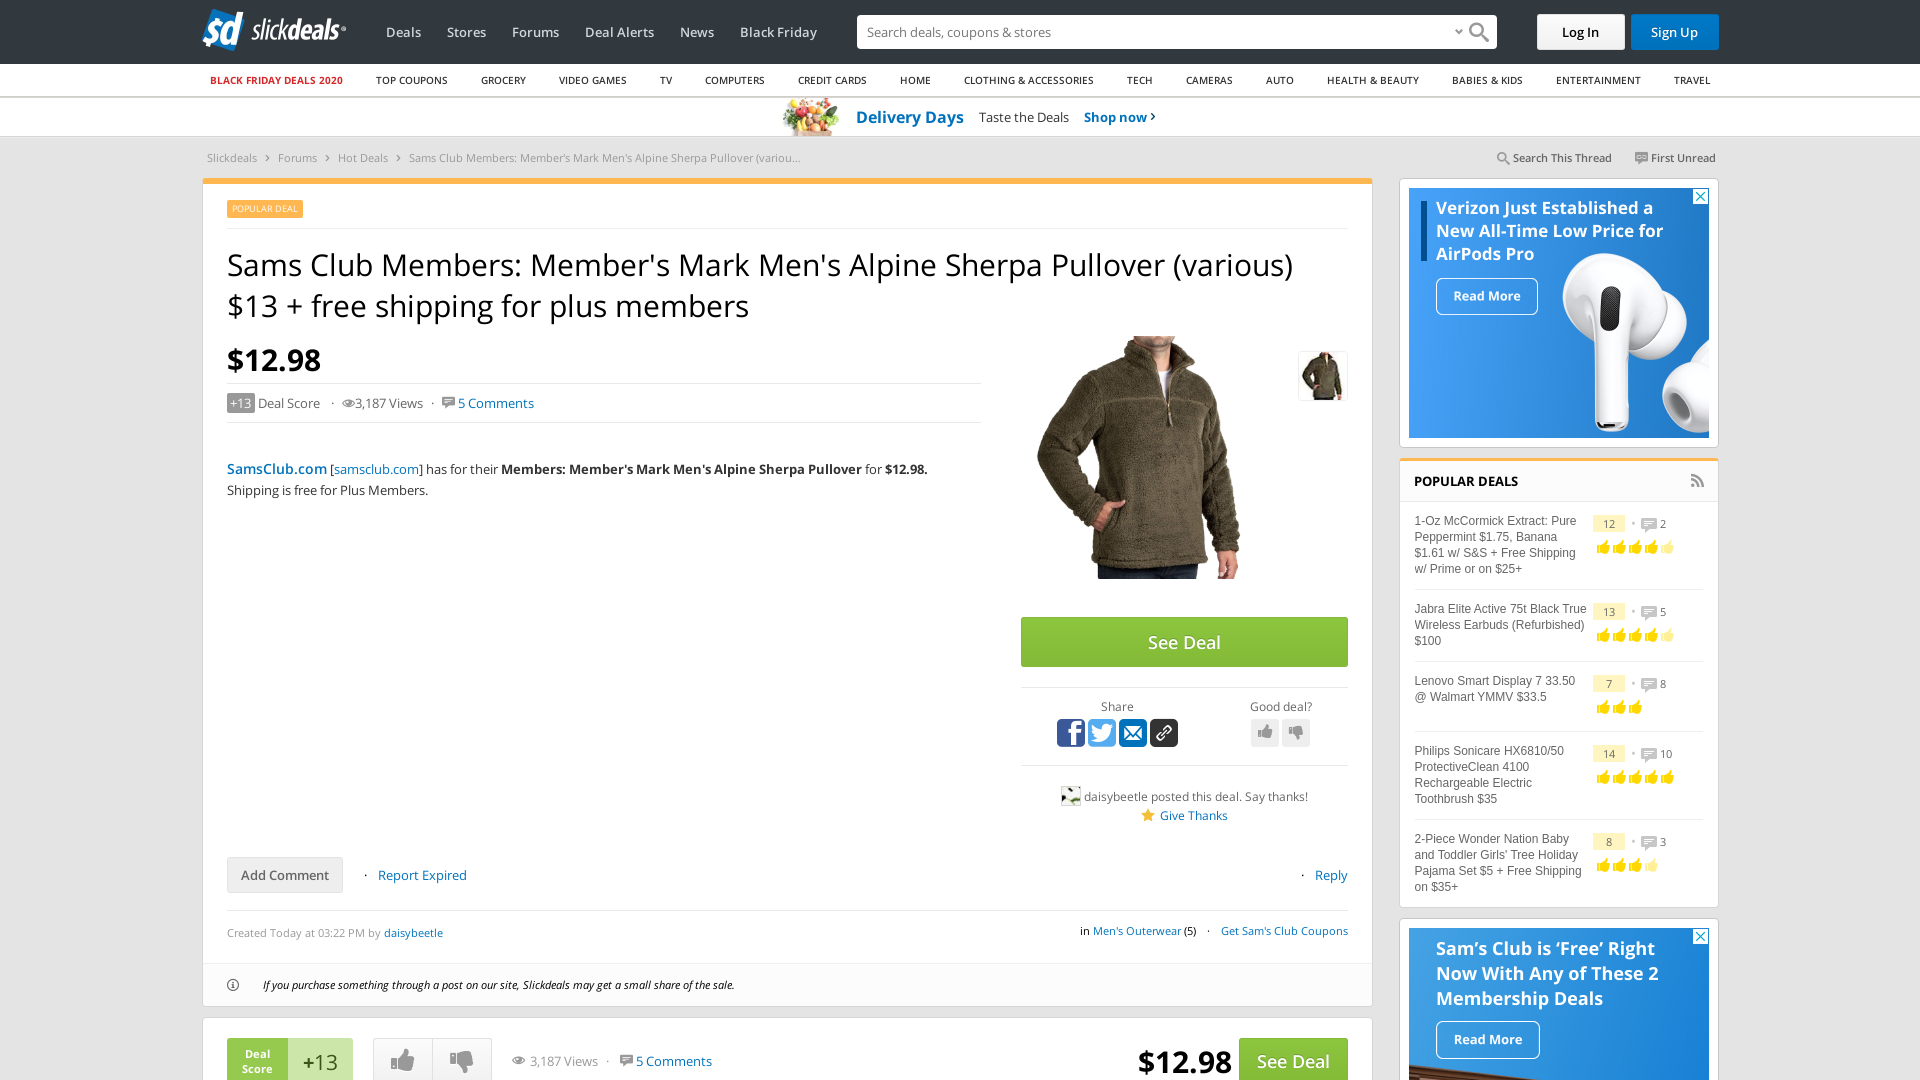 sd slickdeals
Deals Stores Forums Deal Alerts News Black Friday
Search deals, coupons & stores
Log In Sign Up
BLACK FRIDAY DEALS 2020 TOP COUPONS GROCERY VIDEO GAMES TV COMPUTERS CREDIT CARDS HOME CLOTHING & ACCESSORIES TECH CAMERAS AUTO HEALTH & BEAUTY BABIES & KIDS ENTERTAINMENT TRAVEL
Delivery Days Taste the Deals Shop now ›
Slickdeals › Forums › Hot Deals › Sams Club Members: Member's Mark Men's Alpine Sherpa Pullover (variou...
Search This Thread First Unread
POPULAR DEAL
Sams Club Members: Member's Mark Men's Alpine Sherpa Pullover (various)
$13 + free shipping for plus members
$12.98
+13 Deal Score · 3,187 Views · 5 Comments
SamsClub.com [samsclub.com] has for their Members: Member's Mark Men's Alpine Sherpa Pullover for $12.98.
Shipping is free for Plus Members.
See Deal
Share
Good deal?
daisybeetle posted this deal. Say thanks!
Give Thanks
Add Comment · Report Expired
· Reply
Created Today at 03:22 PM by daisybeetle
in Men's Outerwear (5) · Get Sam's Club Coupons
If you purchase something through a post on our site, Slickdeals may get a small share of the sale.
Deal
Score
+13
3,187 Views · 5 Comments
$12.98
See Deal
Verizon Just Established a
New All-Time Low Price for
AirPods Pro
Read More
POPULAR DEALS
1-Oz McCormick Extract: Pure
Peppermint $1.75, Banana
$1.61 w/ S&S + Free Shipping
w/ Prime or on $25+
12 • 2
Jabra Elite Active 75t Black True
Wireless Earbuds (Refurbished)
$100
13 • 5
Lenovo Smart Display 7 33.50
@ Walmart YMMV $33.5
7 • 8
Philips Sonicare HX6810/50
ProtectiveClean 4100
Rechargeable Electric
Toothbrush $35
14 • 10
2-Piece Wonder Nation Baby
and Toddler Girls' Tree Holiday
Pajama Set $5 + Free Shipping
on $35+
8 • 3
Sam's Club is ‘Free’ Right
Now With Any of These 2
Membership Deals
Read More